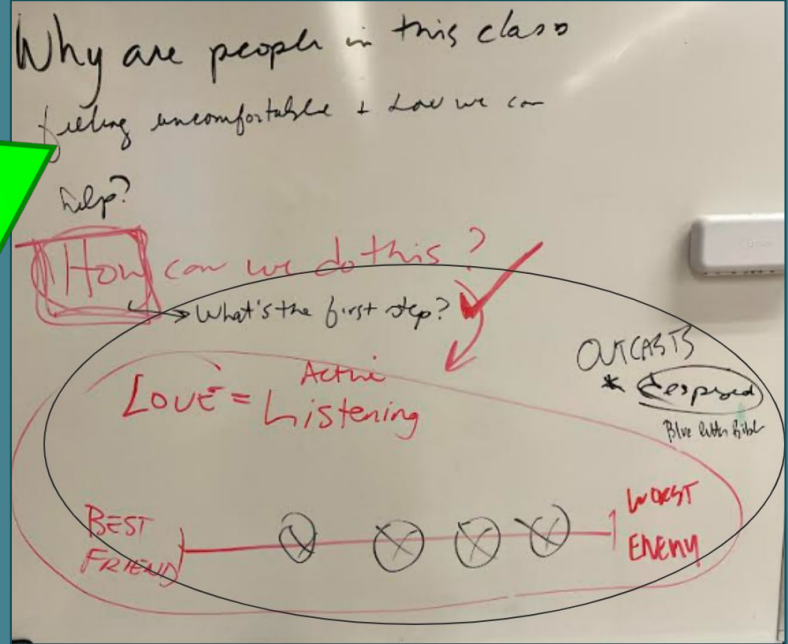 Why are people in this class
feeling uncomfortable + how we can
help?
How can we do this?
What's the first step?
Love = Active Listening
OUTCASTS
* despised
Blue letter Bibl
BEST FRIEND
WORST ENEMY